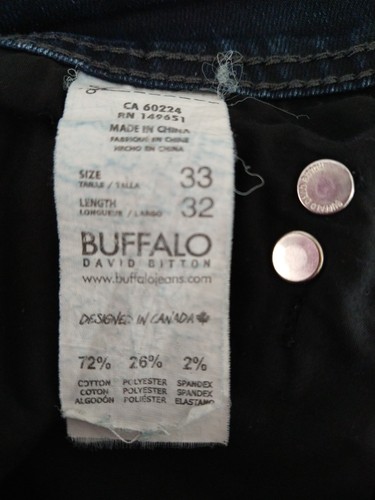 CA 60224
RN 149651
MADE IN CHINA
FABRIQUÉ EN CHINE
HECHO EN CHINA
SIZE 33
TAILLE / TALLA
LENGTH 32
LONGUEUR / LARGO
BUFFALO
DAVID BITTON
www.buffalojeans.com
DESIGNED IN CANADA
72% 26% 2%
COTTON POLYESTER SPANDEX
COTON POLYESTER SPANDEX
ALGODÓN POLIÉSTER ELASTANO